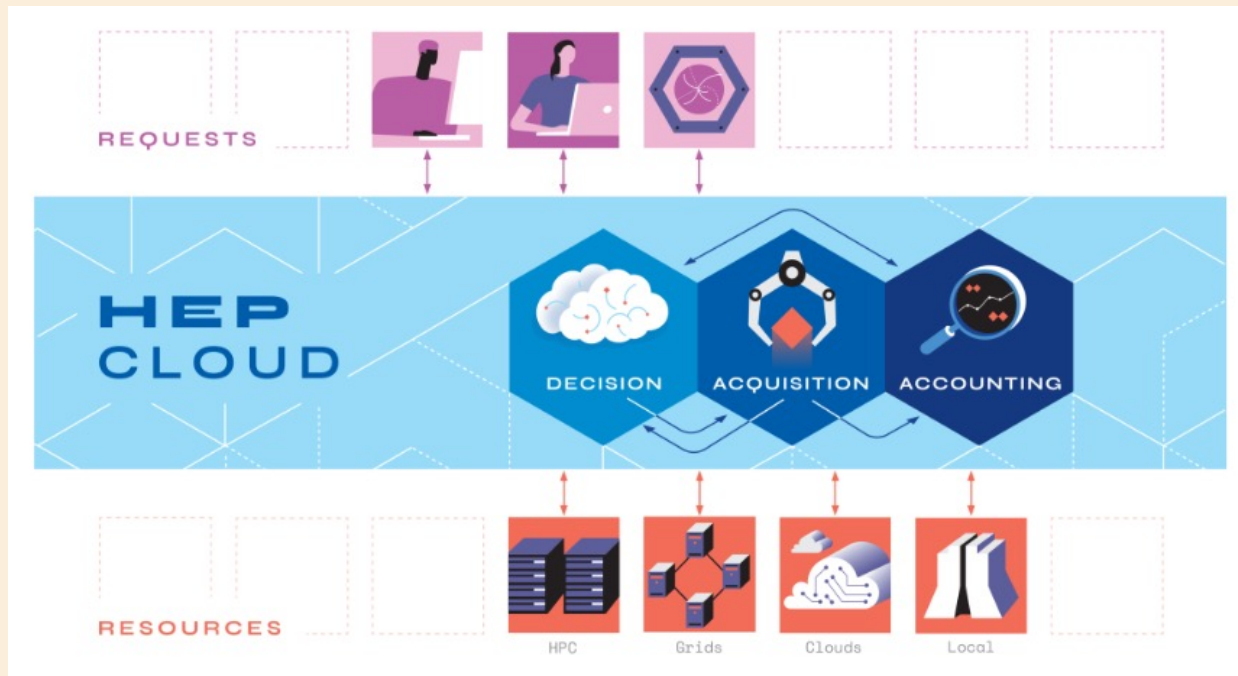 REQUESTS
HEP
CLOUD
DECISION
ACQUISITION
ACCOUNTING
RESOURCES
HPC
Grids
Clouds
Local